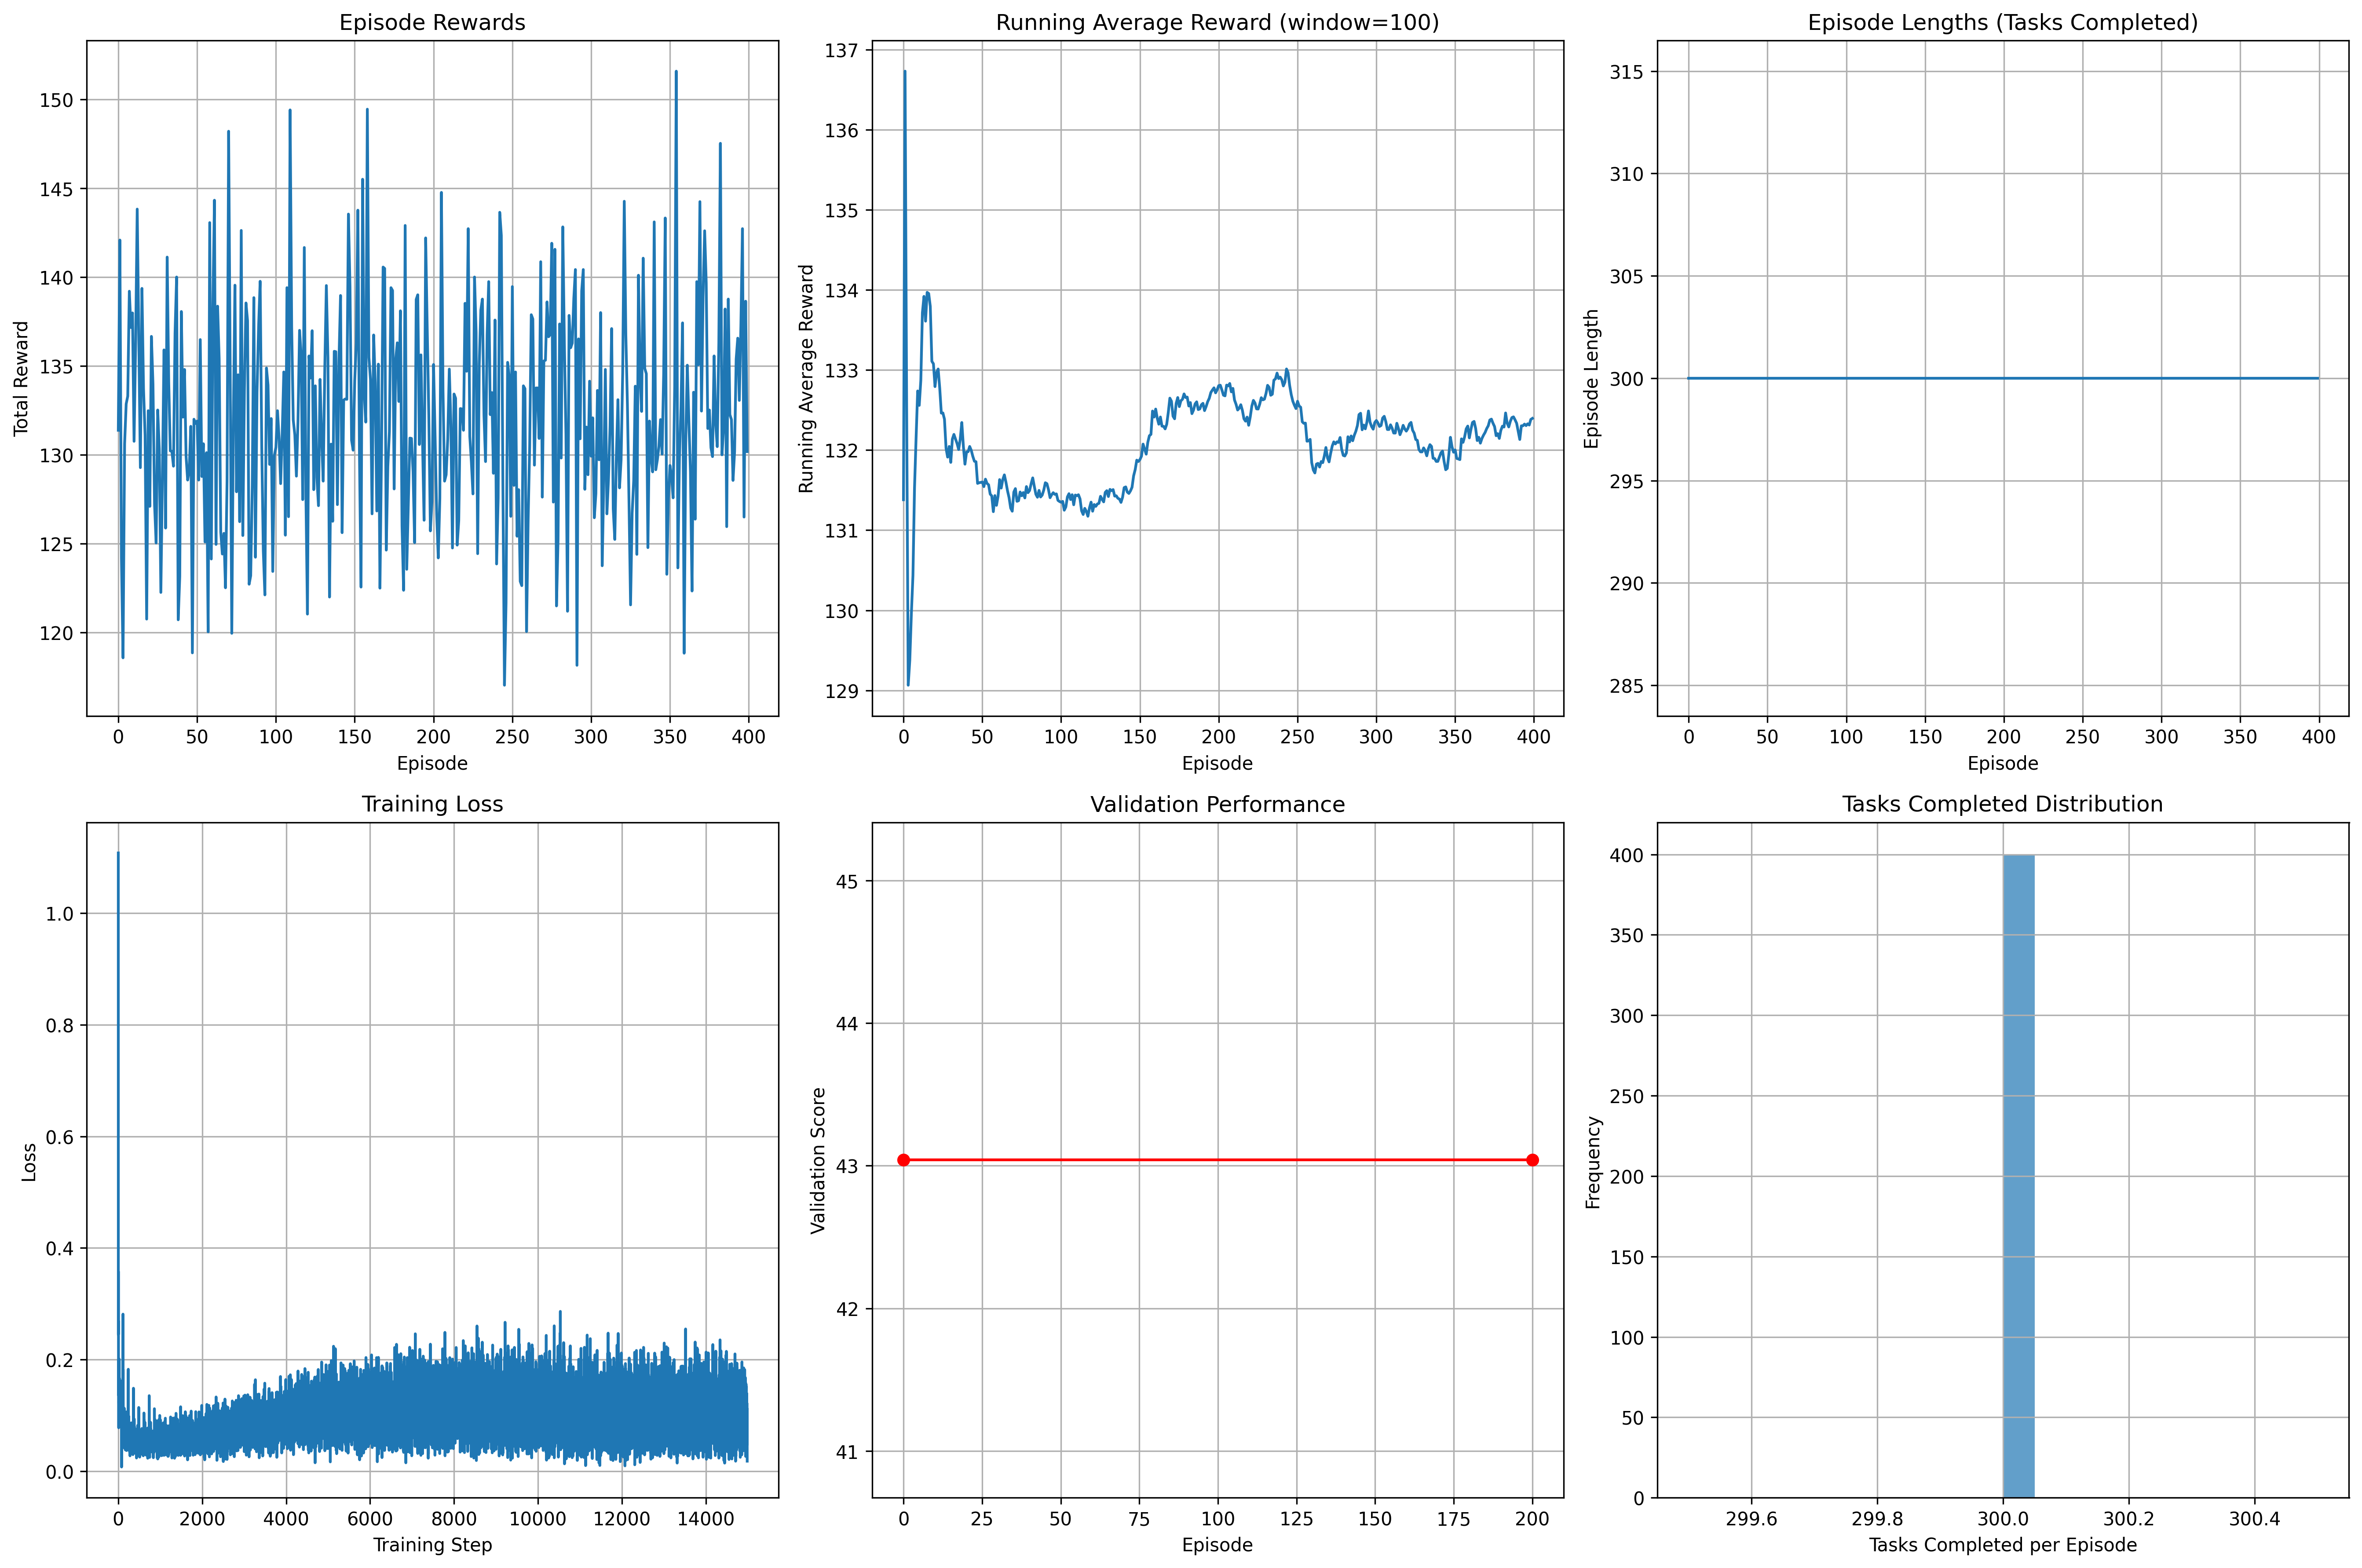 Episode Rewards
Total Reward
150
145
140
135
130
125
120
0 50 100 150 200 250 300 350 400
Episode
Running Average Reward (window=100)
Running Average Reward
137
136
135
134
133
132
131
130
129
0 50 100 150 200 250 300 350 400
Episode
Episode Lengths (Tasks Completed)
Episode Length
315
310
305
300
295
290
285
0 50 100 150 200 250 300 350 400
Episode
Training Loss
Loss
1.0
0.8
0.6
0.4
0.2
0.0
0 2000 4000 6000 8000 10000 12000 14000
Training Step
Validation Performance
Validation Score
45
44
43
42
41
0 25 50 75 100 125 150 175 200
Episode
Tasks Completed Distribution
Frequency
400
350
300
250
200
150
100
50
0
299.6 299.8 300.0 300.2 300.4
Tasks Completed per Episode